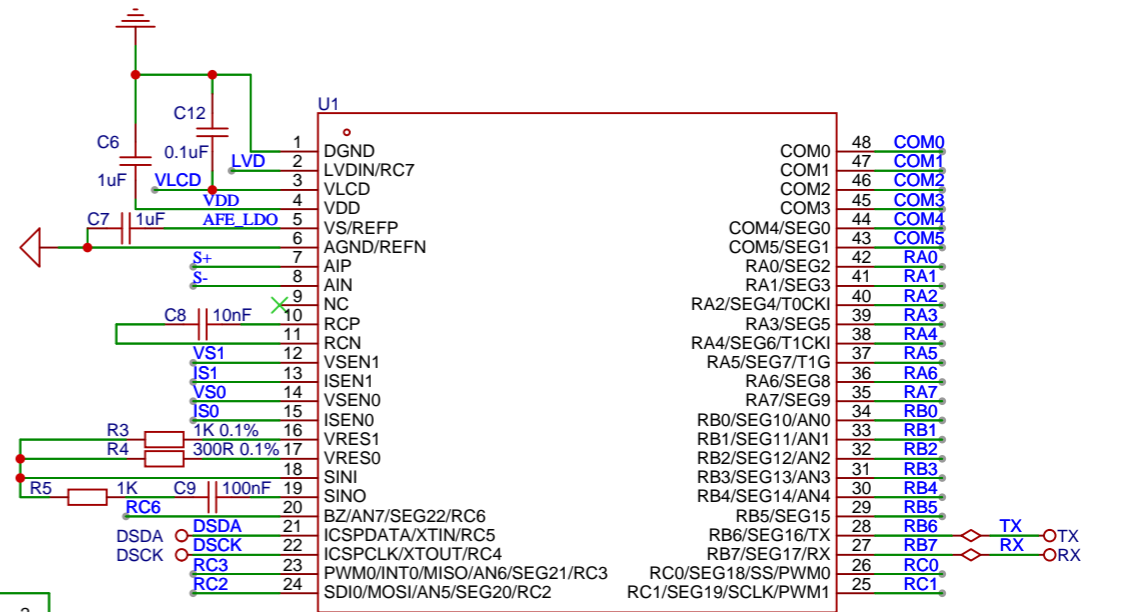 U1
C12
C6
0.1uF
1uF
1 DGND COM0 48 COM0
LVD 2 LVDIN/RC7 COM1 47 COM1
VLCD 3 VLCD COM2 46 COM2
VDD 4 VDD COM3 45 COM3
C7 1uF AFE_LDO 5 VS/REFP COM4/SEG0 44 COM4
6 AGND/REFN COM5/SEG1 43 COM5
S+ 7 AIP RA0/SEG2 42 RA0
S- 8 AIN RA1/SEG3 41 RA1
9 NC RA2/SEG4/T0CKI 40 RA2
C8 10nF 10 RCP RA3/SEG5 39 RA3
11 RCN RA4/SEG6/T1CKI 38 RA4
VS1 12 VSEN1 RA5/SEG7/T1G 37 RA5
IS1 13 ISEN1 RA6/SEG8 36 RA6
VS0 14 VSEN0 RA7/SEG9 35 RA7
IS0 15 ISEN0 RB0/SEG10/AN0 34 RB0
R3 1K 0.1% 16 VRES1 RB1/SEG11/AN1 33 RB1
R4 300R 0.1% 17 VRES0 RB2/SEG12/AN2 32 RB2
18 SINI RB3/SEG13/AN3 31 RB3
R5 1K C9 100nF 19 SINO RB4/SEG14/AN4 30 RB4
RC6 20 BZ/AN7/SEG22/RC6 RB5/SEG15 29 RB5
DSDA DSDA 21 ICSPDATA/XTIN/RC5 RB6/SEG16/TX 28 RB6 TX TX
DSCK DSCK 22 ICSPCLK/XTOUT/RC4 RB7/SEG17/RX 27 RB7 RX RX
RC3 23 PWM0/INT0/MISO/AN6/SEG21/RC3 RC0/SEG18/SS/PWM0 26 RC0
RC2 24 SDI0/MOSI/AN5/SEG20/RC2 RC1/SEG19/SCLK/PWM1 25 RC1